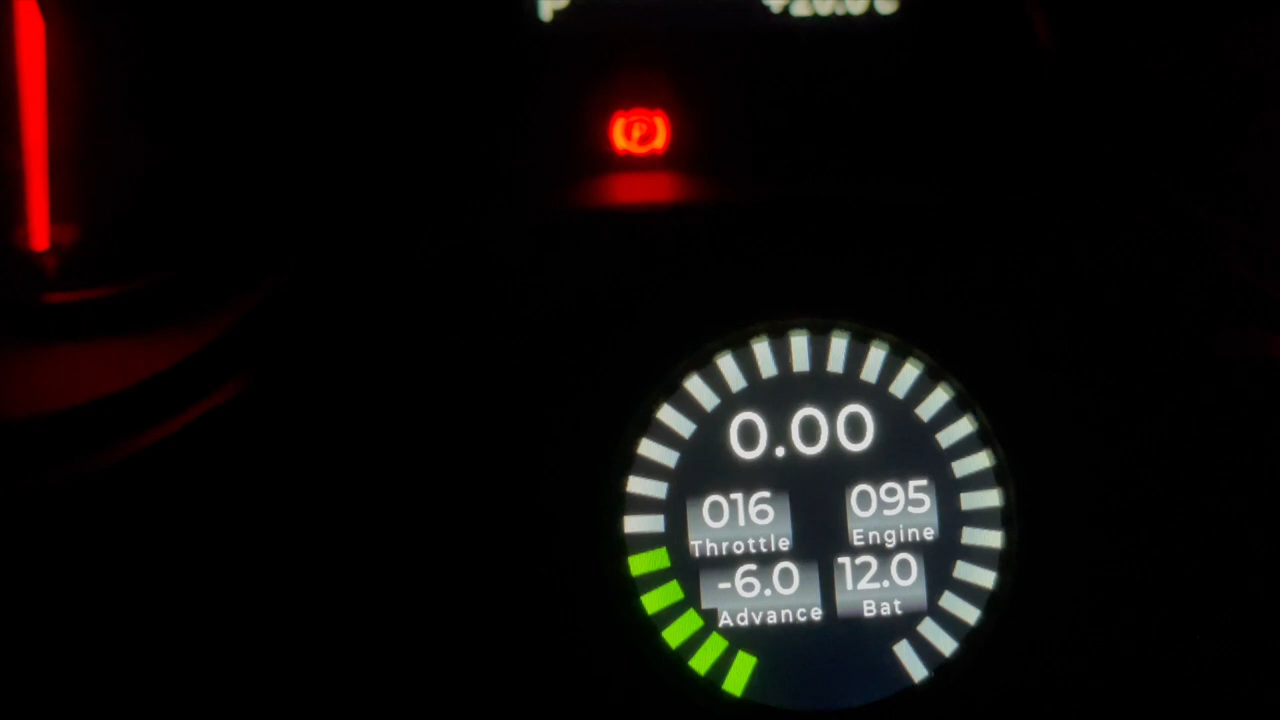 P
0.00
016 095
Throttle Engine
-6.0 12.0
Advance Bat